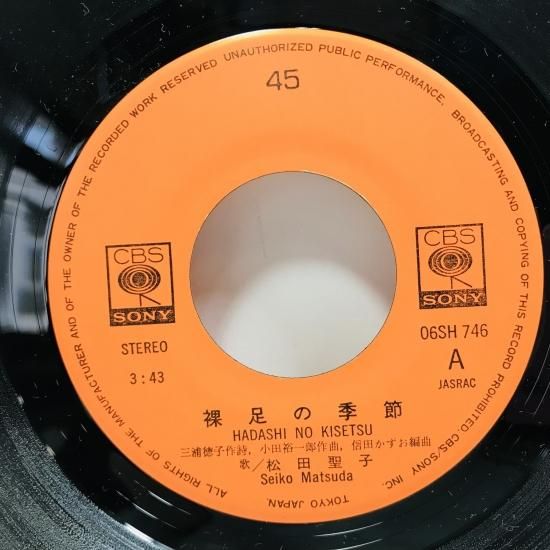 ALL RIGHTS OF THE MANUFACTURER AND OF THE OWNER OF THE RECORDED WORK RESERVED UNAUTHORIZED PUBLIC PERFORMANCE, BROADCASTING AND COPYING OF THIS RECORD PROHIBITED. CBS/SONY INC. TOKYO JAPAN.
45
CBS
SONY
CBS
SONY
STEREO
3:43
06SH 746
A
JASRAC
裸足の季節
HADASHI NO KISETSU
三浦徳子作詩, 小田裕一郎作曲, 信田かずお編曲
歌/松田聖子
Seiko Matsuda